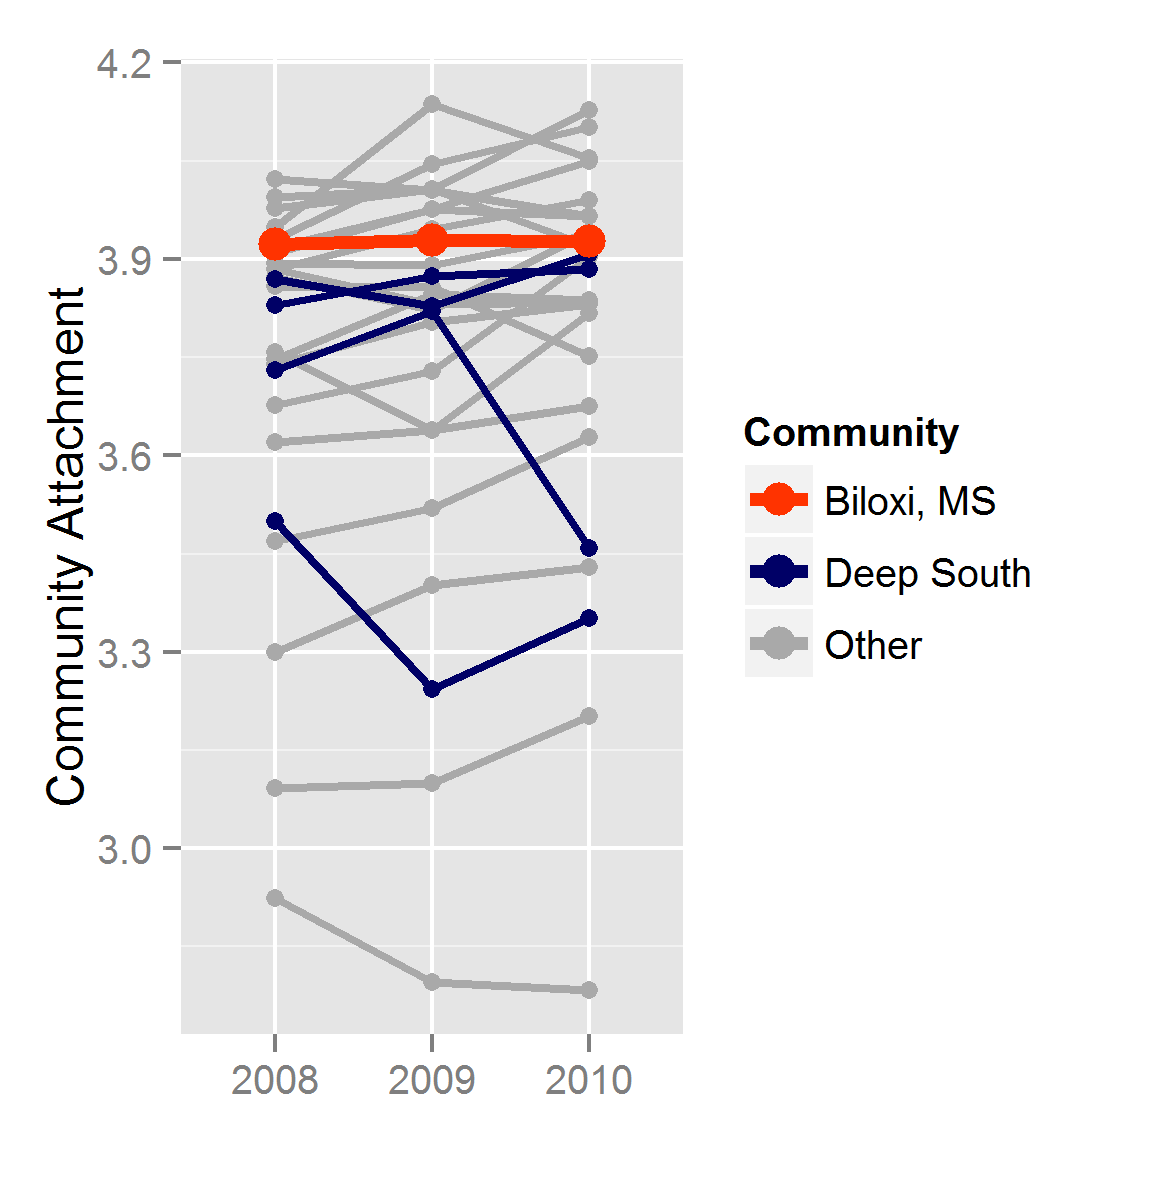 4.2
3.9
3.6
3.3
3.0
Community Attachment
2008 2009 2010
Community
Biloxi, MS
Deep South
Other